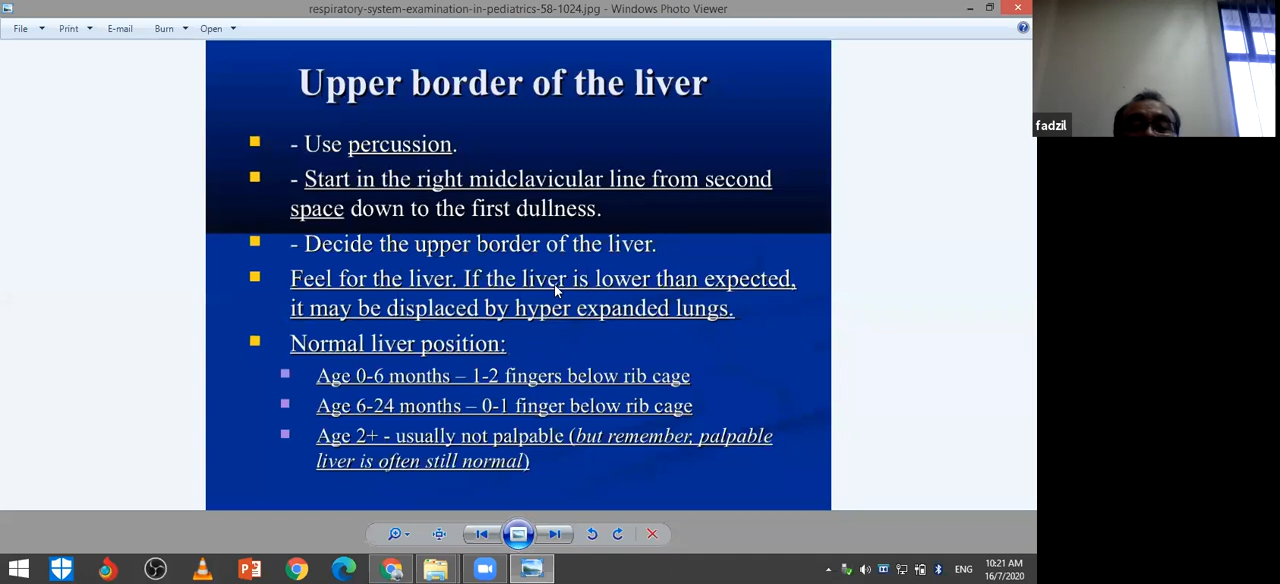 respiratory-system-examination-in-pediatrics-58-1024.jpg - Windows Photo Viewer
File Print E-mail Burn Open
Upper border of the liver
- Use percussion.
- Start in the right midclavicular line from second
space down to the first dullness.
- Decide the upper border of the liver.
Feel for the liver. If the liver is lower than expected,
it may be displaced by hyper expanded lungs.
Normal liver position:
Age 0-6 months – 1-2 fingers below rib cage
Age 6-24 months – 0-1 finger below rib cage
Age 2+ - usually not palpable (but remember, palpable
liver is often still normal)
fadzil
ENG
10:21 AM
16/7/2020